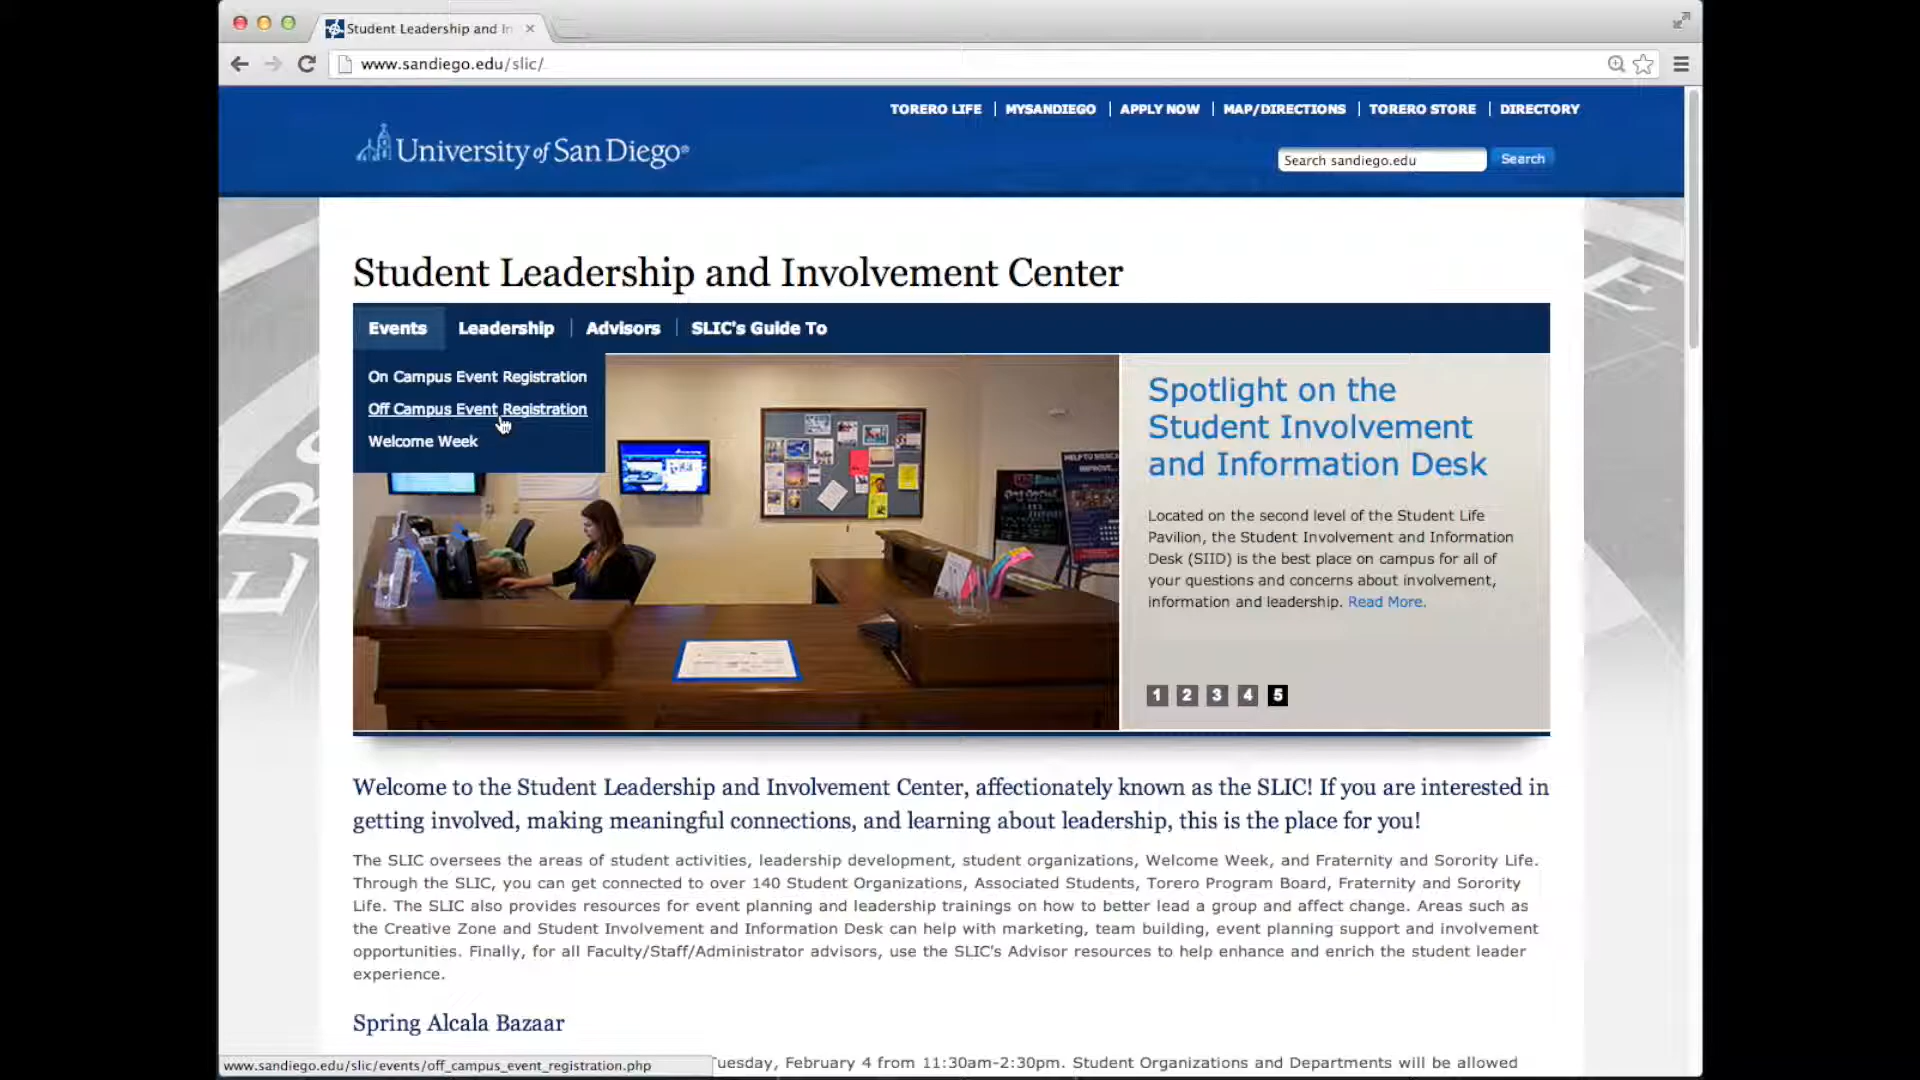 Student Leadership and In
www.sandiego.edu/slic/
TORERO LIFE | MYSANDIEGO | APPLY NOW | MAP/DIRECTIONS | TORERO STORE | DIRECTORY
University of San Diego®
Search sandiego.edu Search
Student Leadership and Involvement Center
Events Leadership | Advisors | SLIC's Guide To
On Campus Event Registration
Off Campus Event Registration
Welcome Week
Spotlight on the
Student Involvement
and Information Desk
Located on the second level of the Student Life
Pavilion, the Student Involvement and Information
Desk (SIID) is the best place on campus for all of
your questions and concerns about involvement,
information and leadership. Read More.
1 2 3 4 5
Welcome to the Student Leadership and Involvement Center, affectionately known as the SLIC! If you are interested in
getting involved, making meaningful connections, and learning about leadership, this is the place for you!
The SLIC oversees the areas of student activities, leadership development, student organizations, Welcome Week, and Fraternity and Sorority Life.
Through the SLIC, you can get connected to over 140 Student Organizations, Associated Students, Torero Program Board, Fraternity and Sorority
Life. The SLIC also provides resources for event planning and leadership trainings on how to better lead a group and affect change. Areas such as
the Creative Zone and Student Involvement and Information Desk can help with marketing, team building, event planning support and involvement
opportunities. Finally, for all Faculty/Staff/Administrator advisors, use the SLIC's Advisor resources to help enhance and enrich the student leader
experience.
Spring Alcala Bazaar
uesday, February 4 from 11:30am-2:30pm. Student Organizations and Departments will be allowed
www.sandiego.edu/slic/events/off_campus_event_registration.php